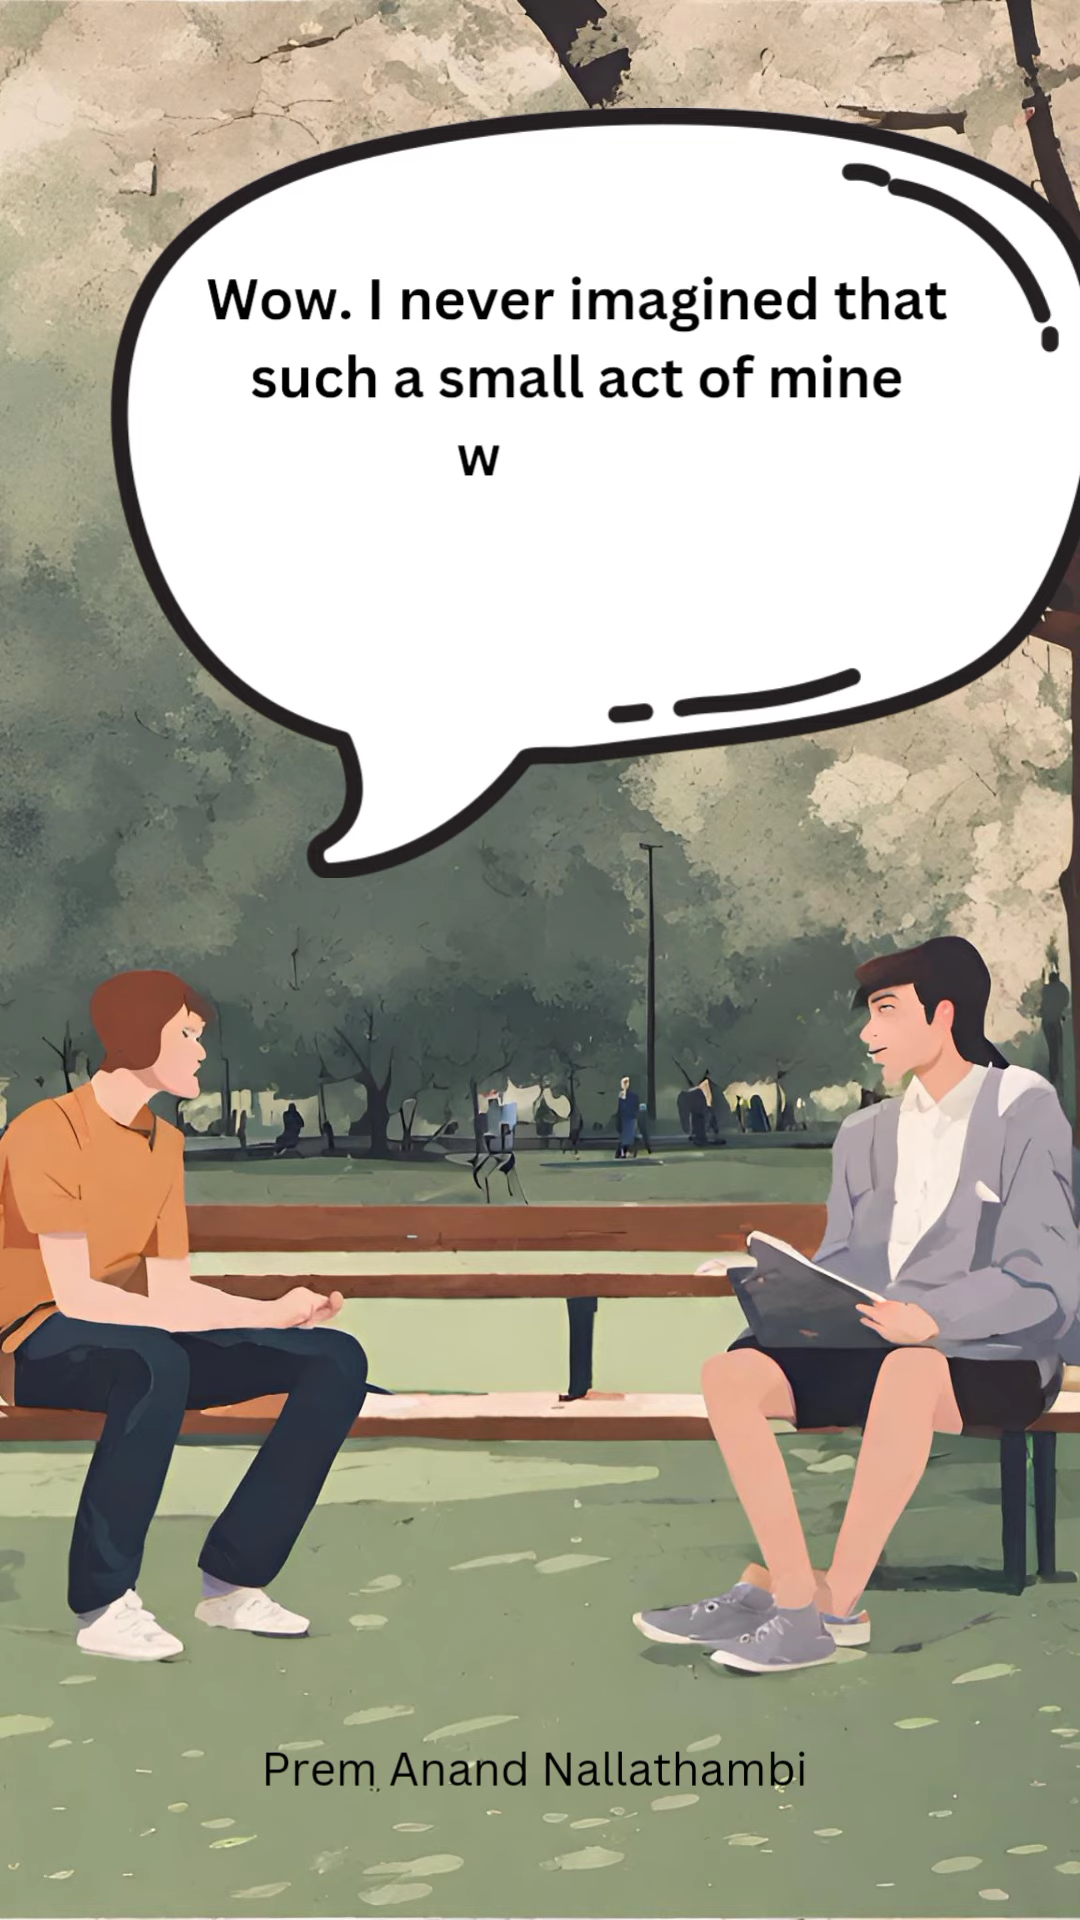 Wow. I never imagined that
such a small act of mine
w
Prem Anand Nallathambi